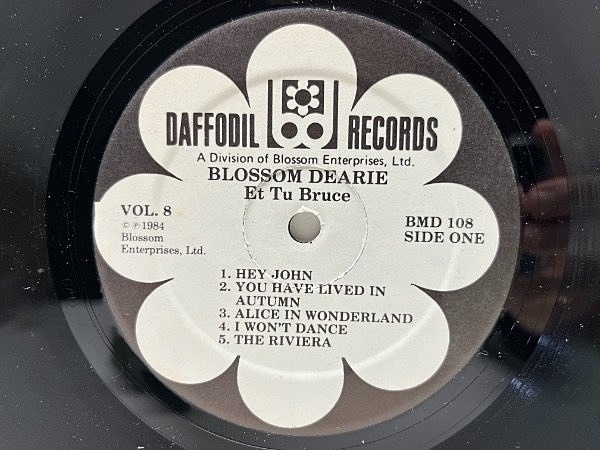 DAFFODIL RECORDS
A Division of Blossom Enterprises, Ltd.
BLOSSOM DEARIE
Et Tu Bruce
VOL. 8
© ℗ 1984
Blossom
Enterprises, Ltd.
BMD 108
SIDE ONE
1. HEY JOHN
2. YOU HAVE LIVED IN
AUTUMN
3. ALICE IN WONDERLAND
4. I WON'T DANCE
5. THE RIVIERA